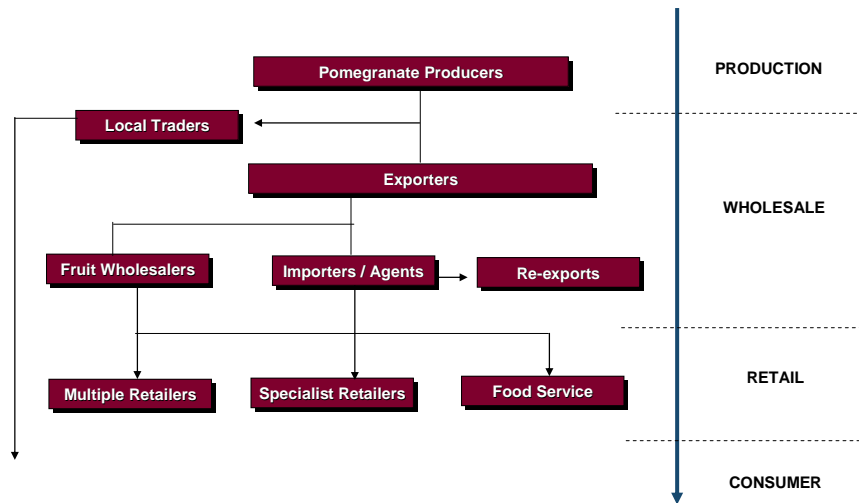 Pomegranate Producers
PRODUCTION
Local Traders
Exporters
WHOLESALE
Fruit Wholesalers
Importers / Agents
Re-exports
RETAIL
Multiple Retailers
Specialist Retailers
Food Service
CONSUMER